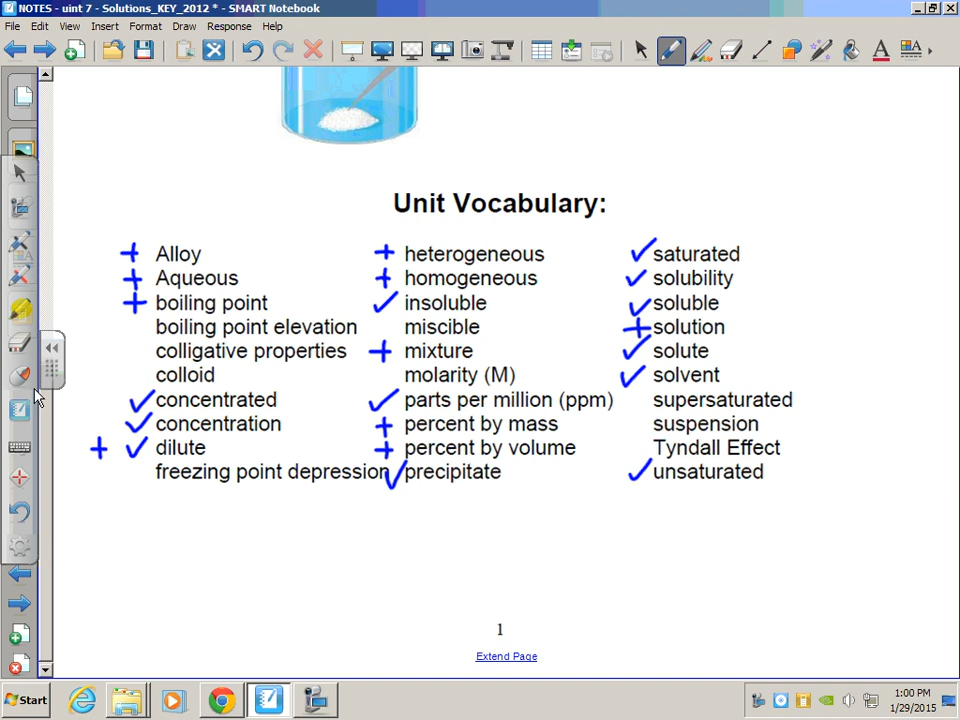 NOTES - uint 7 - Solutions_KEY_2012 * - SMART Notebook
File Edit View Insert Format Draw Response Help
Unit Vocabulary:
+ Alloy
+ Aqueous
+ boiling point
boiling point elevation
colligative properties
colloid
✓ concentrated
✓ concentration
+ ✓ dilute
freezing point depression
+ heterogeneous
+ homogeneous
✓ insoluble
miscible
+ mixture
molarity (M)
✓ parts per million (ppm)
+ percent by mass
+ percent by volume
✓ precipitate
✓ saturated
✓ solubility
✓ soluble
+ solution
✓ solute
✓ solvent
supersaturated
suspension
Tyndall Effect
✓ unsaturated
1
Extend Page
Start
1:00 PM
1/29/2015